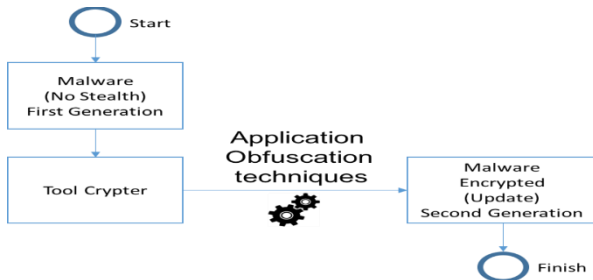 Start
Malware
(No Stealth)
First Generation
Tool Crypter
Application
Obfuscation
techniques
Malware
Encrypted
(Update)
Second Generation
Finish